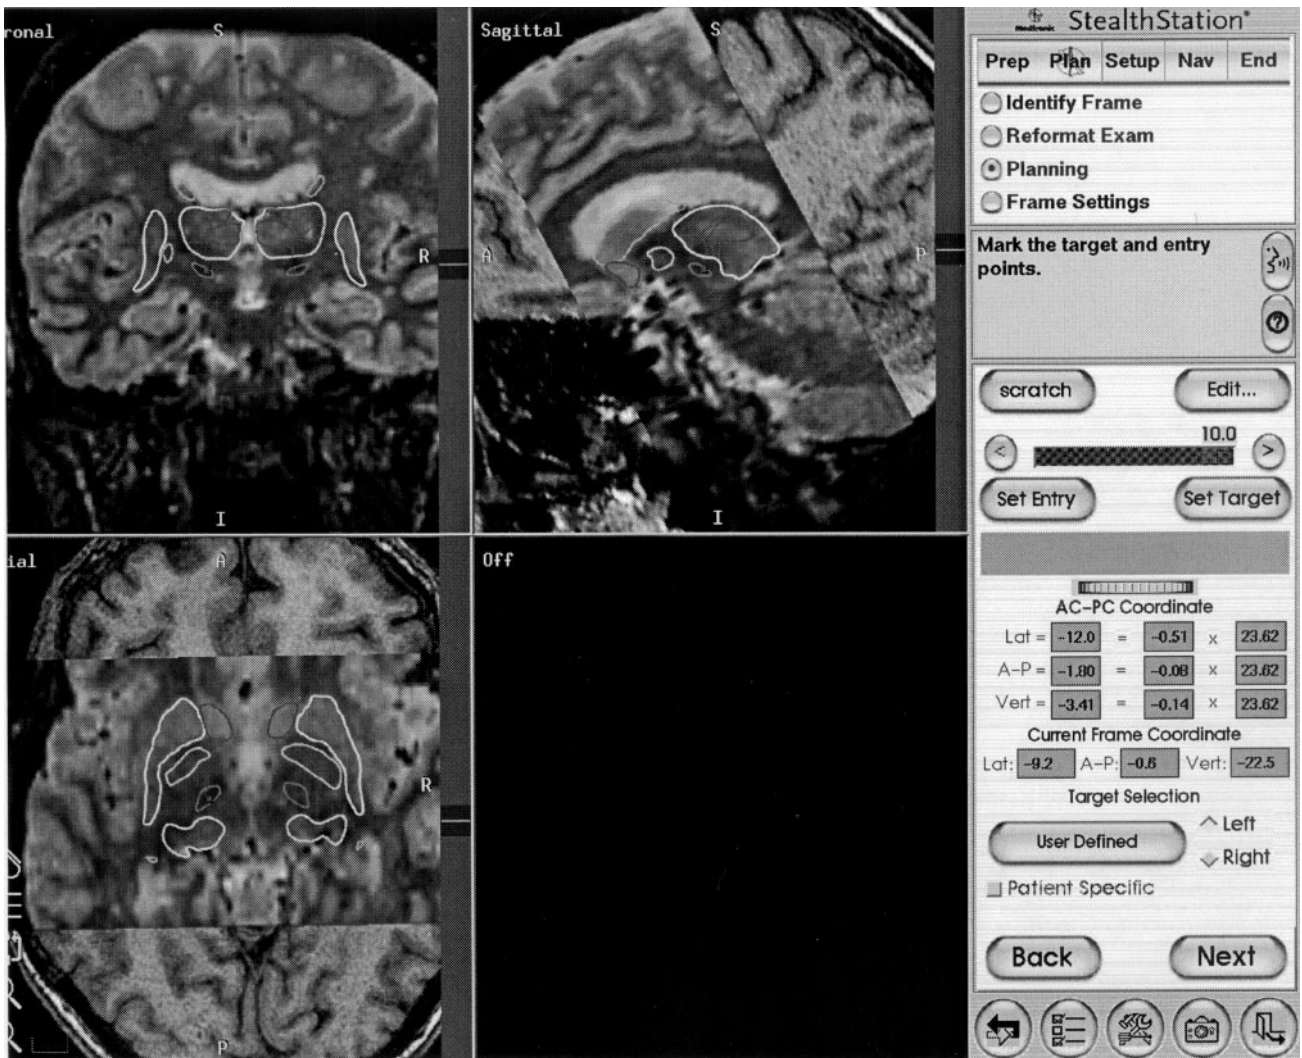 ronal
S
R
I
Sagittal
S
A
P
I
ial
A
R
P
Off
Medtronic StealthStation®
Prep Plan Setup Nav End
Identify Frame
Reformat Exam
Planning
Frame Settings
Mark the target and entry
points.
scratch Edit...
10.0
< >
Set Entry Set Target
AC-PC Coordinate
Lat = -12.0 = -0.51 x 23.62
A-P = -1.80 = -0.08 x 23.62
Vert = -3.41 = -0.14 x 23.62
Current Frame Coordinate
Lat: -9.2 A-P: -0.6 Vert: -22.5
Target Selection
User Defined
Left
Right
Patient Specific
Back Next